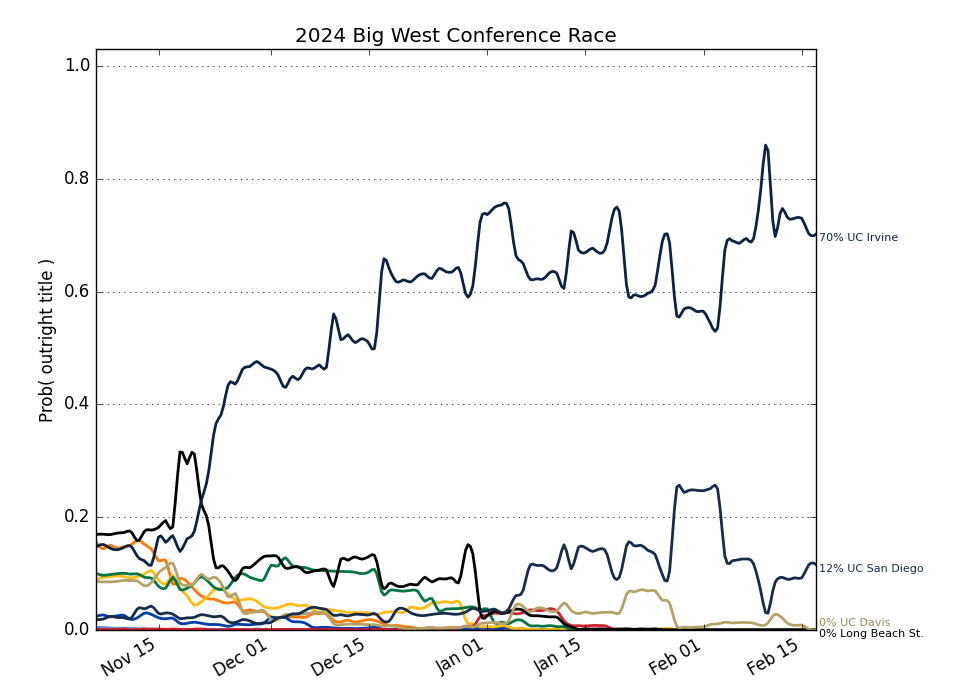 2024 Big West Conference Race
1.0
0.8
0.6
0.4
0.2
0.0
Prob( outright title )
70% UC Irvine
12% UC San Diego
0% UC Davis
0% Long Beach St.
Nov 15
Dec 01
Dec 15
Jan 01
Jan 15
Feb 01
Feb 15